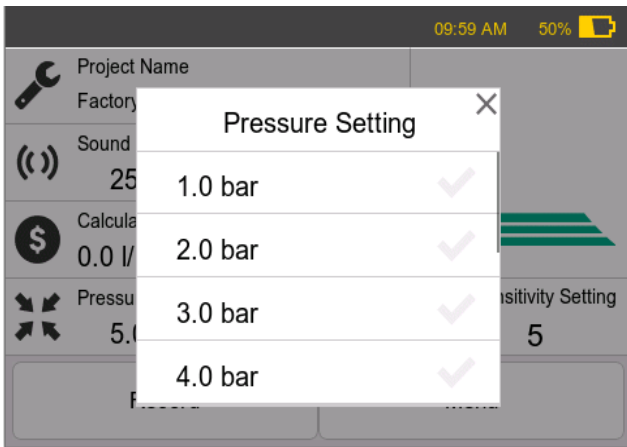 09:59 AM 50%
Project Name
Factory
Pressure Setting
Sound
25
1.0 bar
Calcula
0.0 l/
2.0 bar
Pressu
5.0
3.0 bar
sitivity Setting
5
4.0 bar